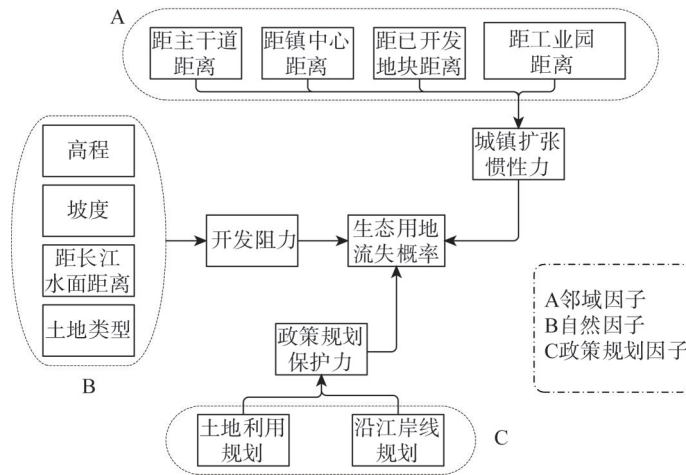 A
距主干道
距离
距镇中心
距离
距已开发
地块距离
距工业园
距离
城镇扩张
惯性力
高程
坡度
距长江
水面距离
土地类型
B
开发阻力
生态用地
流失概率
政策规划
保护力
土地利用
规划
沿江岸线
规划
C
A邻域因子
B自然因子
C政策规划因子